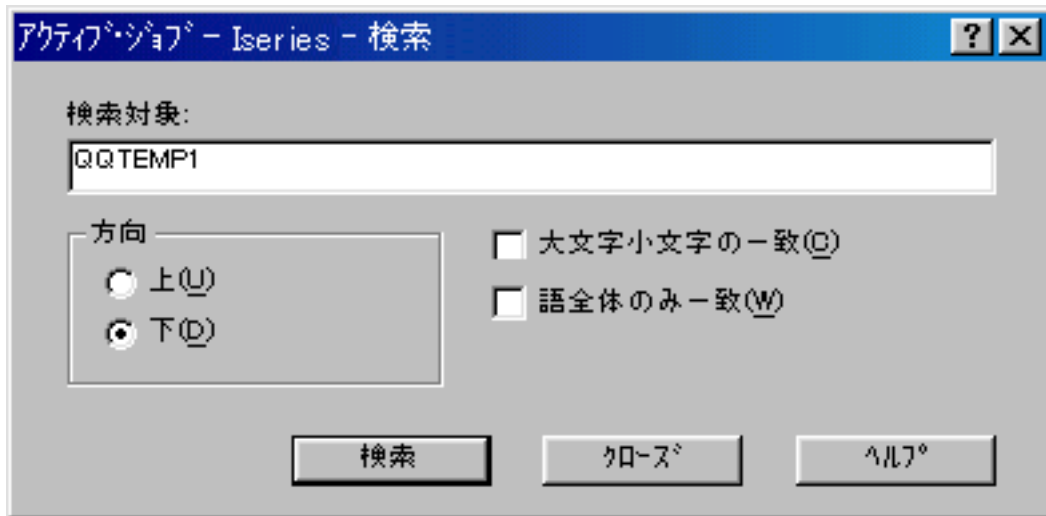 アクティブ・ジョブ - Iseries - 検索
検索対象:
QQTEMP1
方向
上(U)
下(D)
大文字小文字の一致(C)
語全体のみ一致(W)
検索
クローズ
ヘルプ